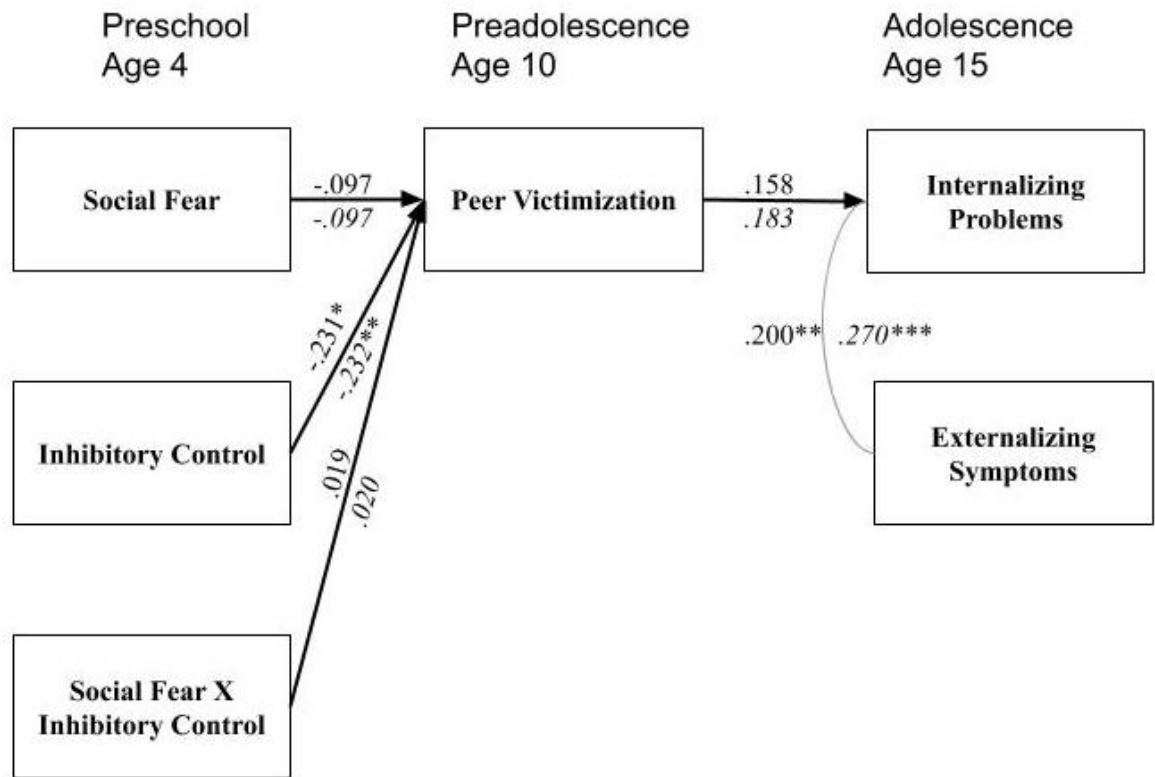 Preschool
Age 4
Preadolescence
Age 10
Adolescence
Age 15
Social Fear
-.097
-.097
Peer Victimization
.158
.183
Internalizing
Problems
-.231*
-.232**
.200**
.270***
Inhibitory Control
.019
.020
Externalizing
Symptoms
Social Fear X
Inhibitory Control